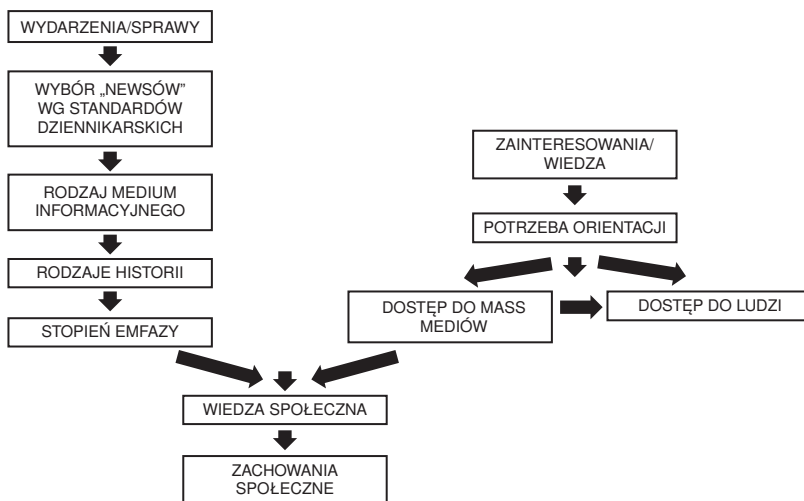 WYDARZENIA/SPRAWY
WYBÓR „NEWSÓW”
WG STANDARDÓW
DZIENNIKARSKICH
RODZAJ MEDIUM
INFORMACYJNEGO
RODZAJE HISTORII
STOPIEŃ EMFAZY
ZAINTERESOWANIA/
WIEDZA
POTRZEBA ORIENTACJI
DOSTĘP DO MASS
MEDIÓW
DOSTĘP DO LUDZI
WIEDZA SPOŁECZNA
ZACHOWANIA
SPOŁECZNE